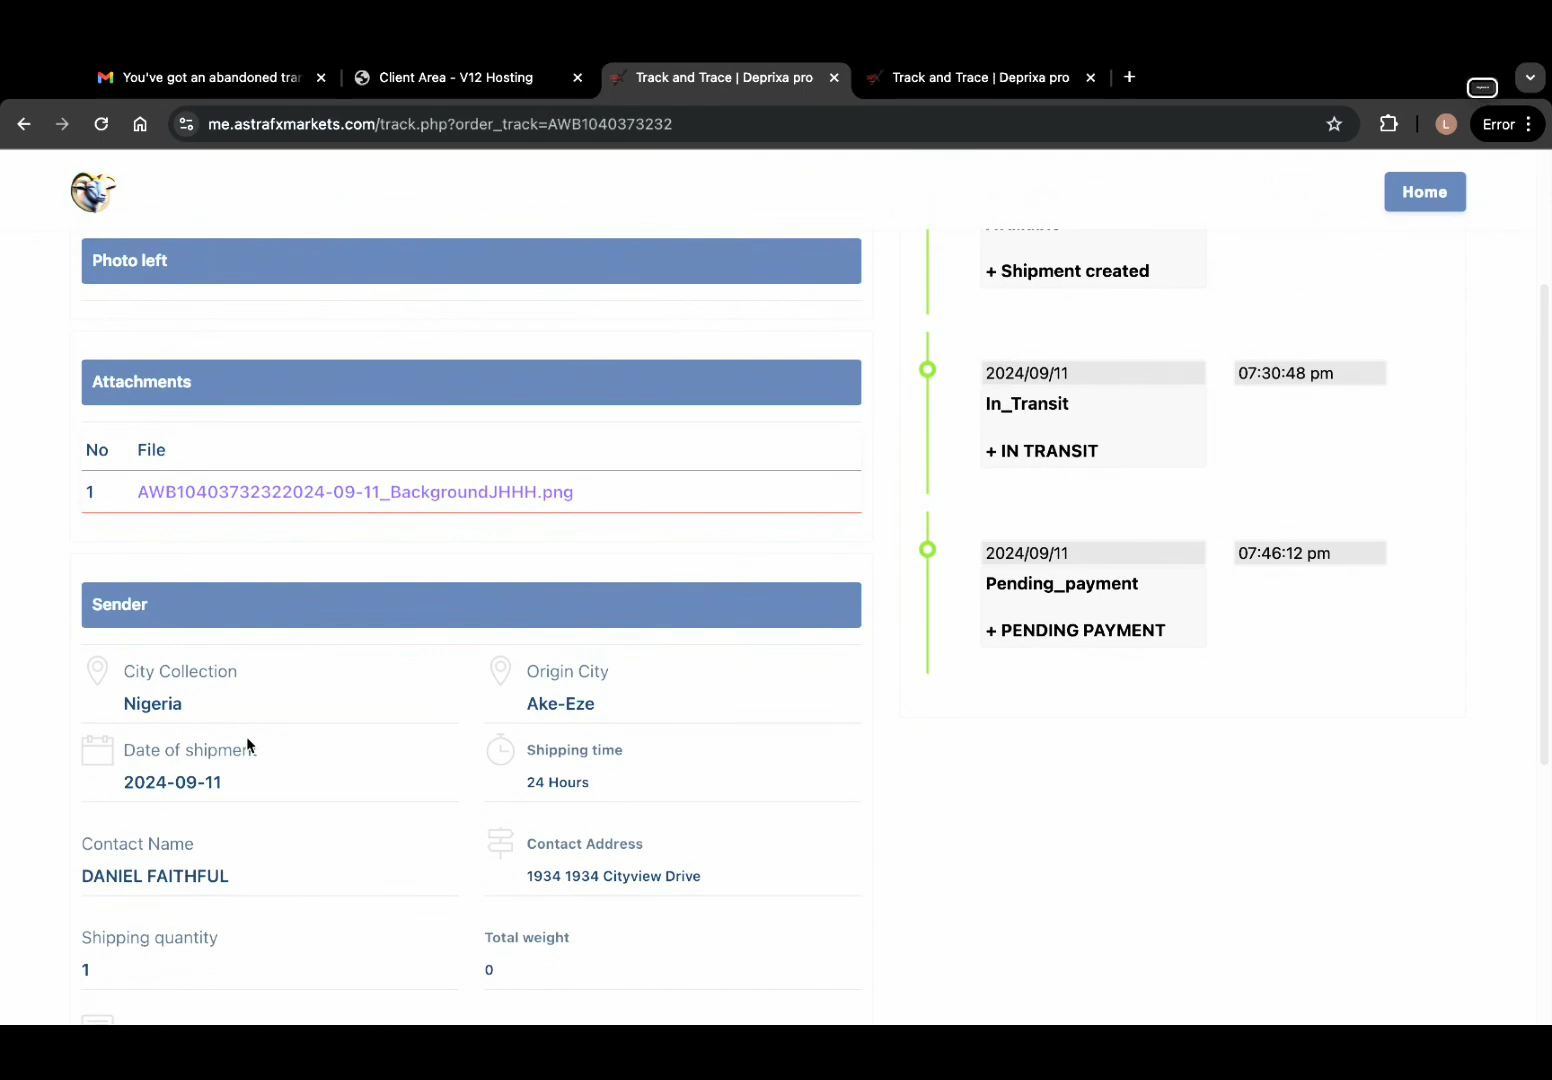 You've got an abandoned tran
Client Area - V12 Hosting
Track and Trace | Deprixa pro
Track and Trace | Deprixa pro
me.astrafxmarkets.com/track.php?order_track=AWB1040373232
L
Error
Home
Photo left
+ Shipment created
Attachments
2024/09/11 07:30:48 pm
In_Transit
No File
+ IN TRANSIT
1 AWB10403732322024-09-11_BackgroundJHHH.png
2024/09/11 07:46:12 pm
Pending_payment
Sender
+ PENDING PAYMENT
City Collection Origin City
Nigeria Ake-Eze
Date of shipment Shipping time
2024-09-11 24 Hours
Contact Name Contact Address
DANIEL FAITHFUL 1934 1934 Cityview Drive
Shipping quantity Total weight
1 0